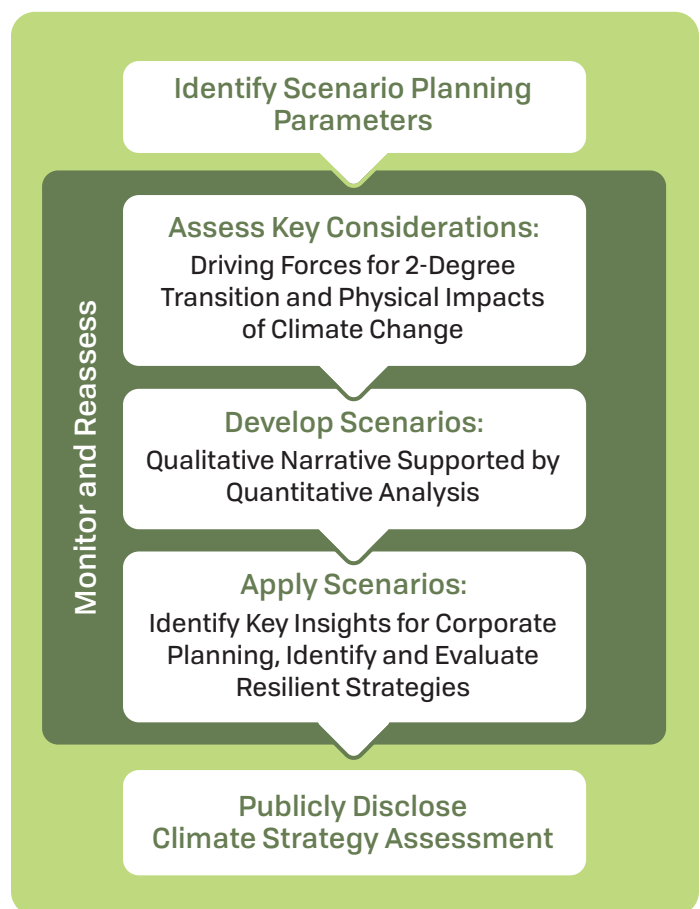 Identify Scenario Planning
Parameters
Monitor and Reassess
Assess Key Considerations:
Driving Forces for 2-Degree
Transition and Physical Impacts
of Climate Change
Develop Scenarios:
Qualitative Narrative Supported by
Quantitative Analysis
Apply Scenarios:
Identify Key Insights for Corporate
Planning, Identify and Evaluate
Resilient Strategies
Publicly Disclose
Climate Strategy Assessment